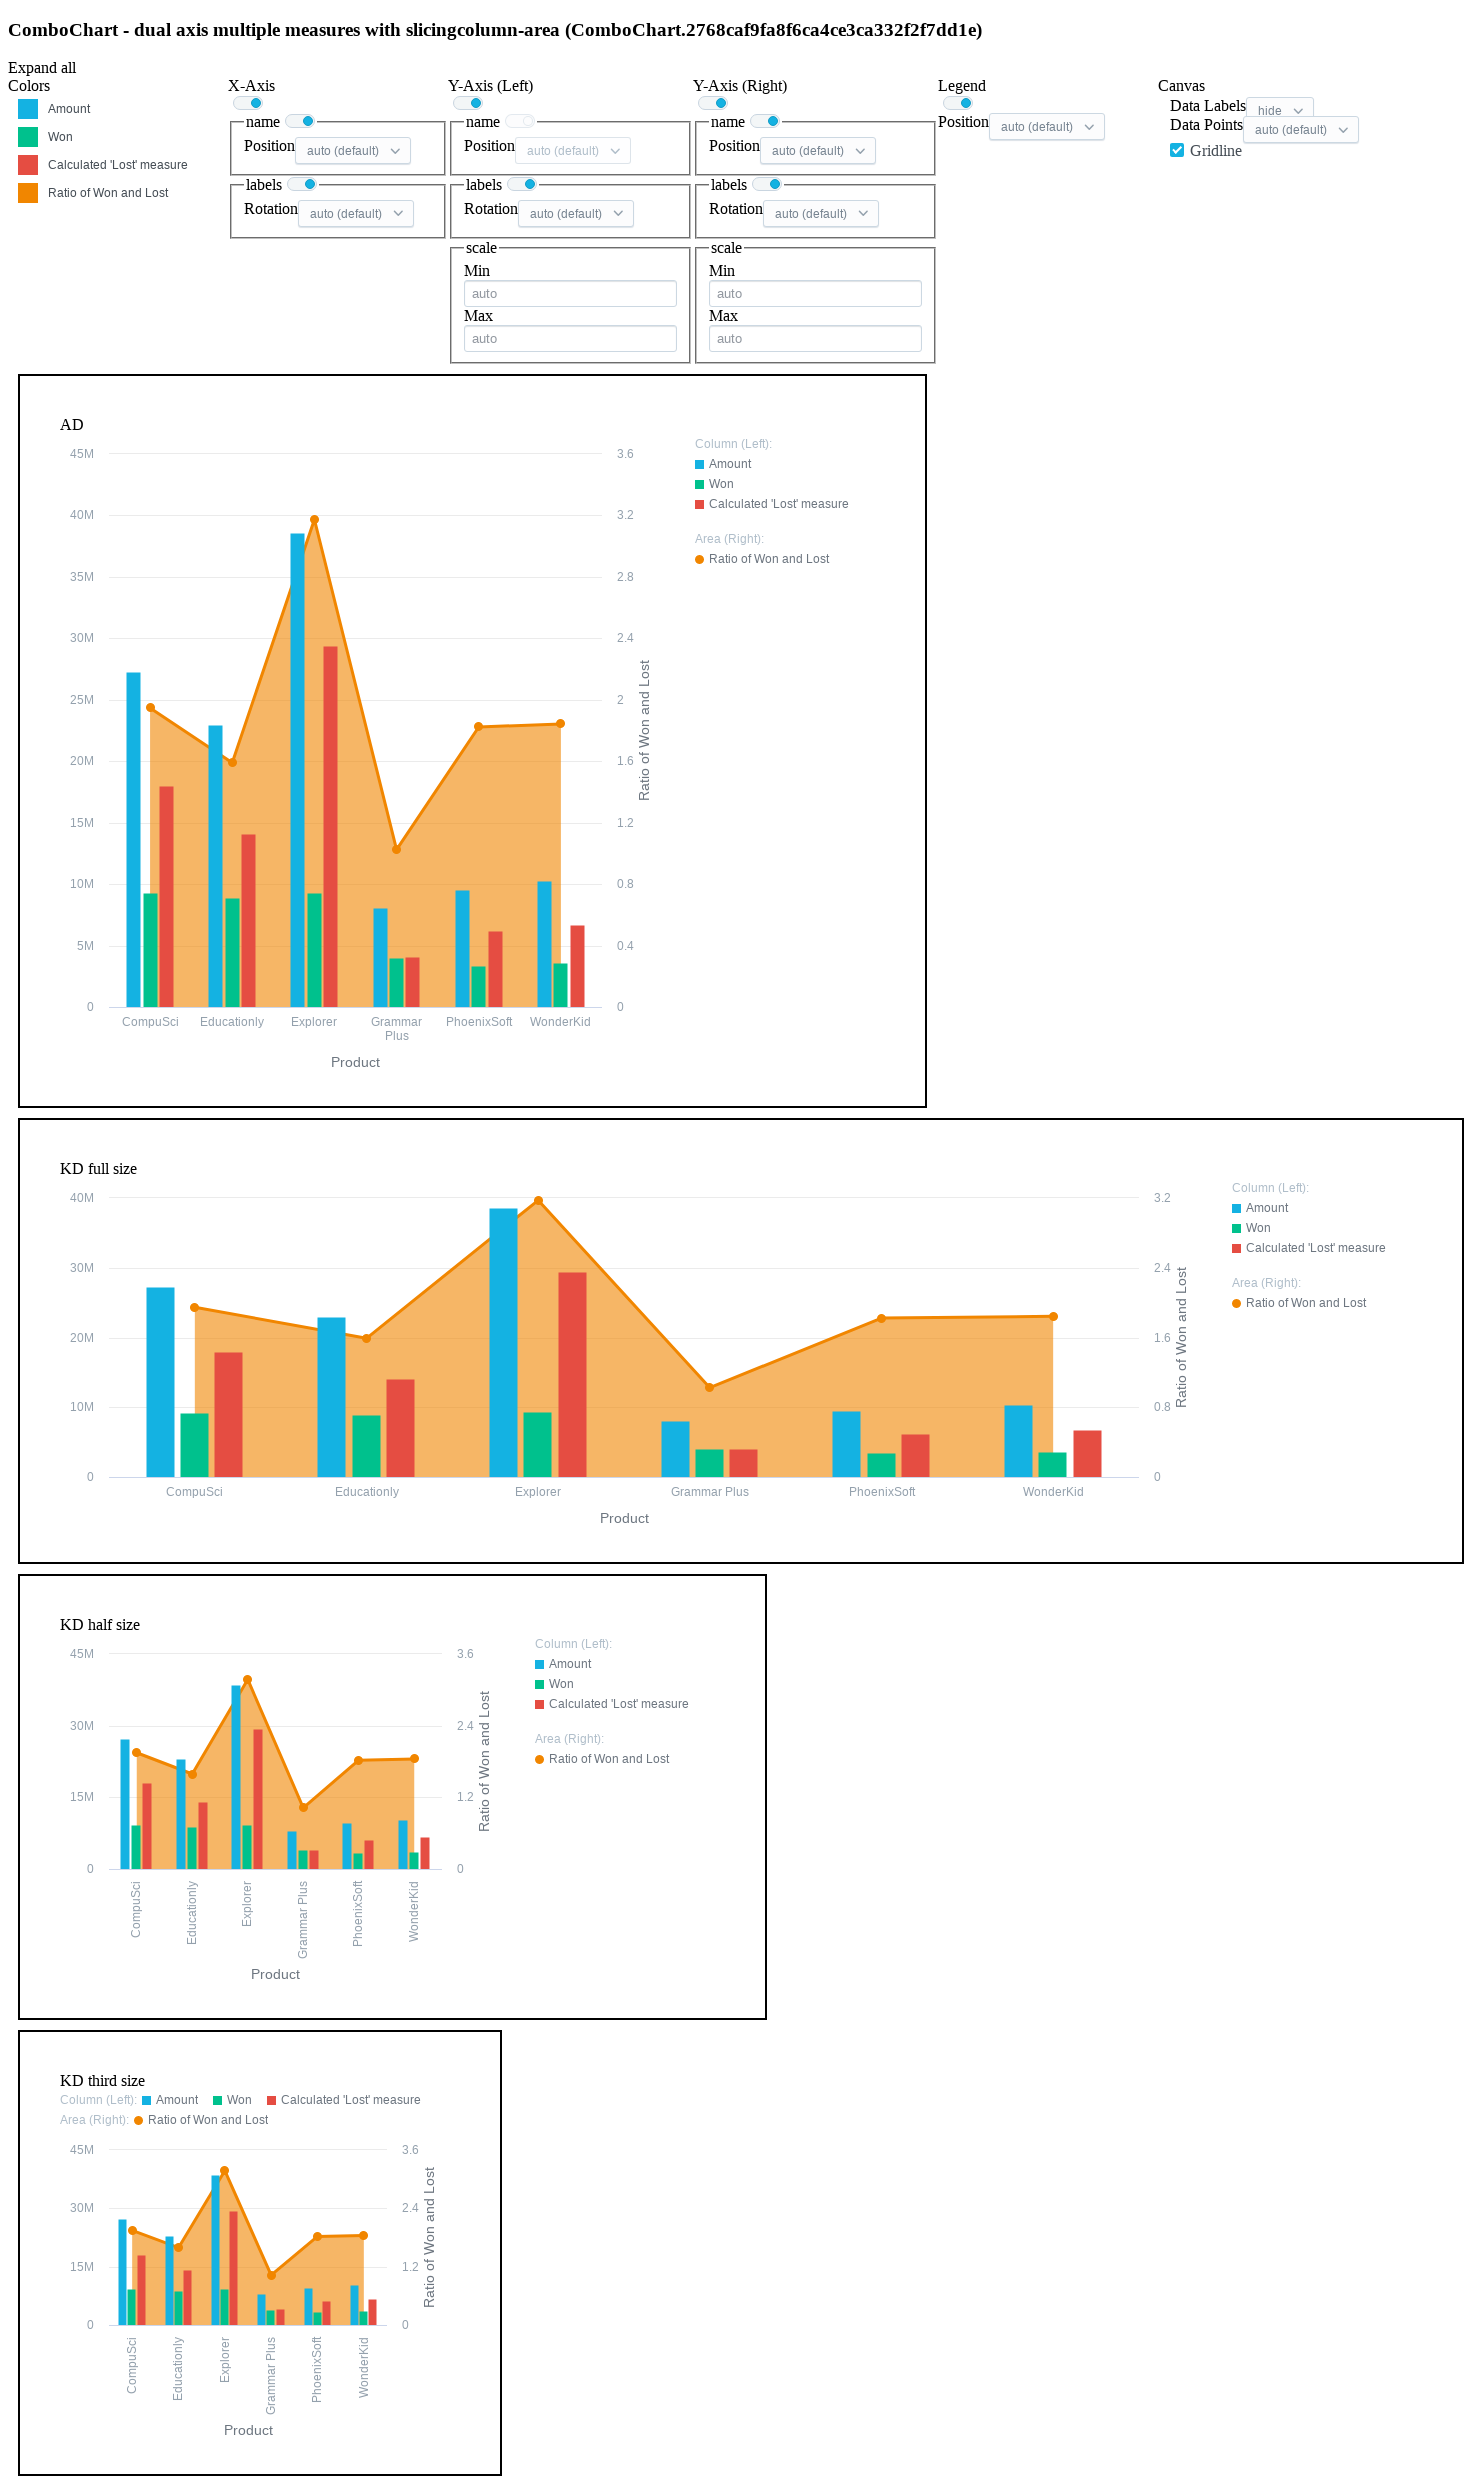 ComboChart - dual axis multiple measures with slicingcolumn-area (ComboChart.2768caf9fa8f6ca4ce3ca332f2f7dd1e)
Expand all
Colors
Amount
Won
Calculated 'Lost' measure
Ratio of Won and Lost
X-Axis
name
Position auto (default)
labels
Rotation auto (default)
Y-Axis (Left)
name
Position auto (default)
labels
Rotation auto (default)
scale
Min
auto
Max
auto
Y-Axis (Right)
name
Position auto (default)
labels
Rotation auto (default)
scale
Min
auto
Max
auto
Legend
Position auto (default)
Canvas
Data Labels hide
Data Points auto (default)
Gridline
AD
45M
40M
35M
30M
25M
20M
15M
10M
5M
0
3.6
3.2
2.8
2.4
2
1.6
1.2
0.8
0.4
0
Ratio of Won and Lost
CompuSci Educationly Explorer Grammar Plus PhoenixSoft WonderKid
Product
Column (Left):
Amount
Won
Calculated 'Lost' measure
Area (Right):
Ratio of Won and Lost
KD full size
40M
30M
20M
10M
0
3.2
2.4
1.6
0.8
0
Ratio of Won and Lost
CompuSci Educationly Explorer Grammar Plus PhoenixSoft WonderKid
Product
Column (Left):
Amount
Won
Calculated 'Lost' measure
Area (Right):
Ratio of Won and Lost
KD half size
45M
30M
15M
0
3.6
2.4
1.2
0
Ratio of Won and Lost
CompuSci
Educationly
Explorer
Grammar Plus
PhoenixSoft
WonderKid
Product
Column (Left):
Amount
Won
Calculated 'Lost' measure
Area (Right):
Ratio of Won and Lost
KD third size
Column (Left): Amount Won Calculated 'Lost' measure
Area (Right): Ratio of Won and Lost
45M
30M
15M
0
3.6
2.4
1.2
0
Ratio of Won and Lost
CompuSci
Educationly
Explorer
Grammar Plus
PhoenixSoft
WonderKid
Product